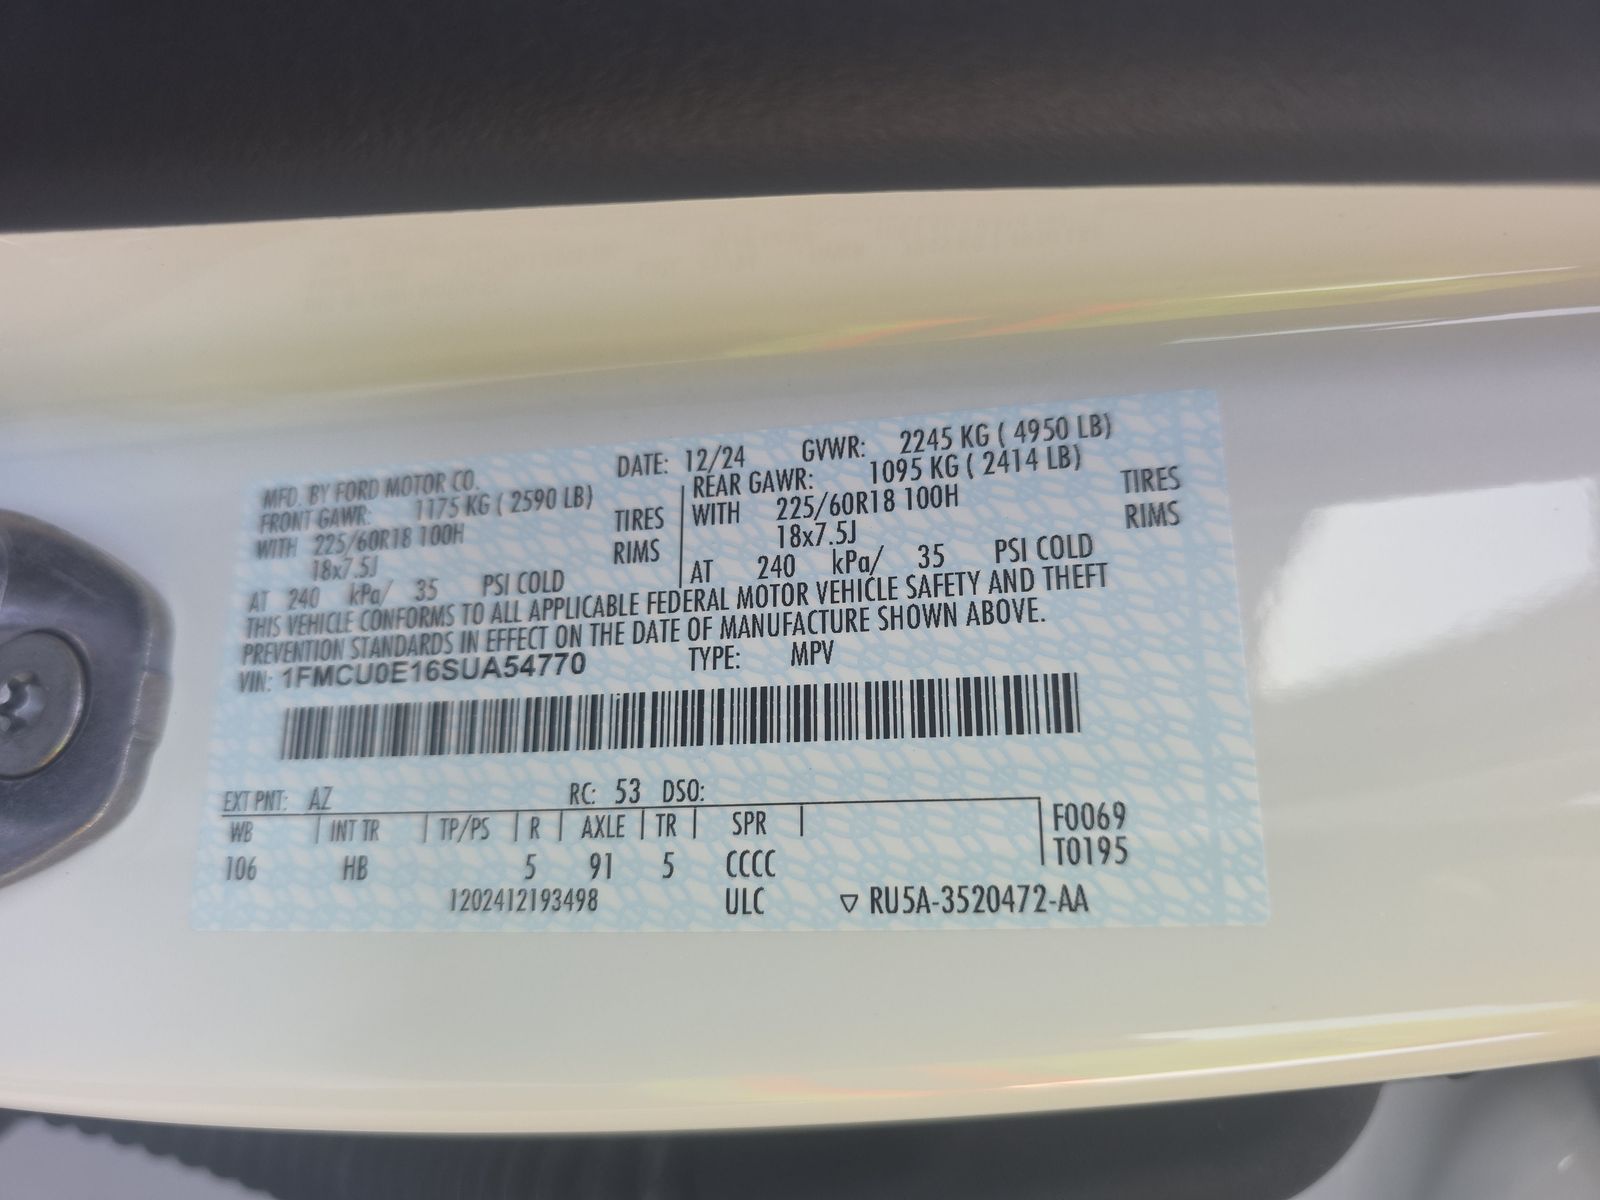 MFD. BY FORD MOTOR CO. DATE: 12/24 GVWR: 2245 KG ( 4950 LB)
FRONT GAWR: 1175 KG ( 2590 LB) REAR GAWR: 1095 KG ( 2414 LB)
WITH 225/60R18 100H TIRES WITH 225/60R18 100H TIRES
18x7.5J RIMS 18x7.5J RIMS
AT 240 kPa/ 35 PSI COLD AT 240 kPa/ 35 PSI COLD
THIS VEHICLE CONFORMS TO ALL APPLICABLE FEDERAL MOTOR VEHICLE SAFETY AND THEFT
PREVENTION STANDARDS IN EFFECT ON THE DATE OF MANUFACTURE SHOWN ABOVE.
VIN: 1FMCU0E16SUA54770 TYPE: MPV
EXT PNT: AZ RC: 53 DSO:
WB INT TR TP/PS R AXLE TR SPR F0069
106 HB 5 91 5 CCCC T0195
1202412193498 ULC ▽ RU5A-3520472-AA